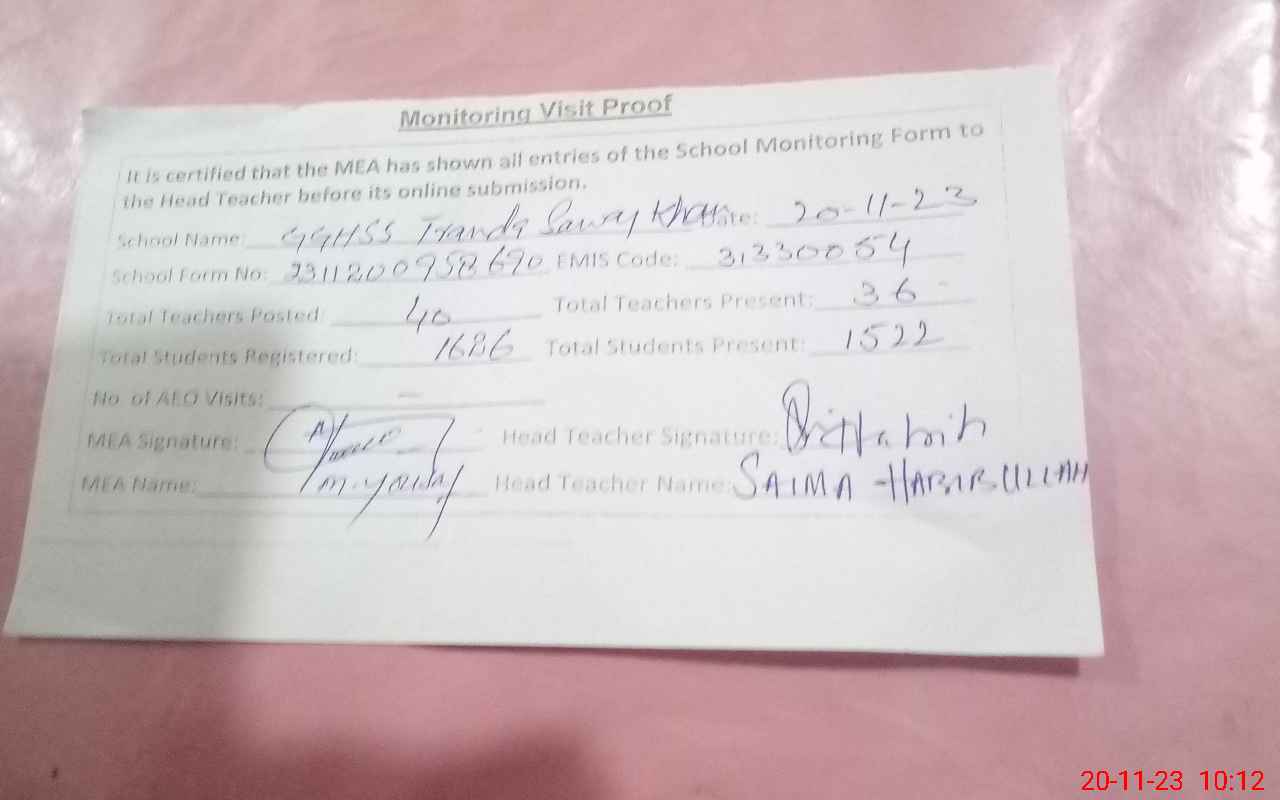 Monitoring Visit Proof
It is certified that the MEA has shown all entries of the School Monitoring Form to
the Head Teacher before its online submission.
School Name: GGHSS Tranda Saway Khan Date: 20-11-23
School Form No: 2311200958690 EMIS Code: 31330054
Total Teachers Posted: 40 Total Teachers Present: 36
Total Students Registered: 1686 Total Students Present: 1522
No. of AEO Visits: —
MEA Signature: Head Teacher Signature:
MEA Name: Head Teacher Name: SAIMA HABIBULLAH
20-11-23 10:12